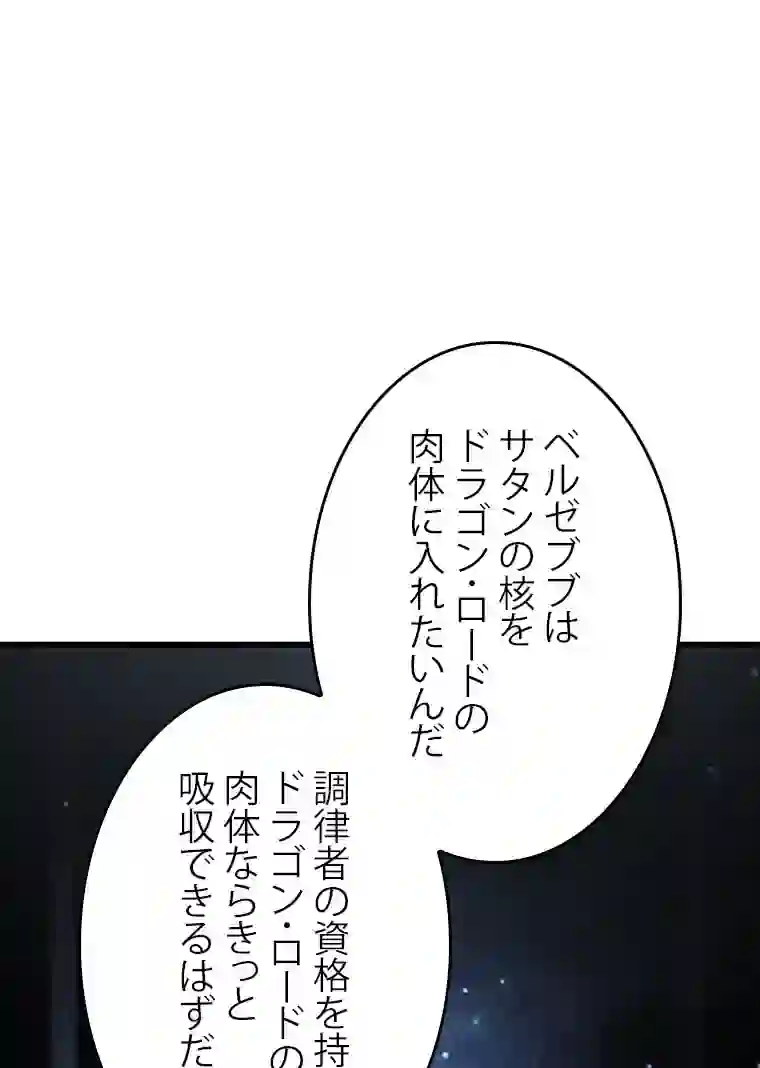 ベルゼブブは
サタンの核を
ドラゴン・ロードの
肉体に入れたいんだ
調律者の資格を持
ドラゴン・ロードの
肉体ならきっと
吸収できるはずだ